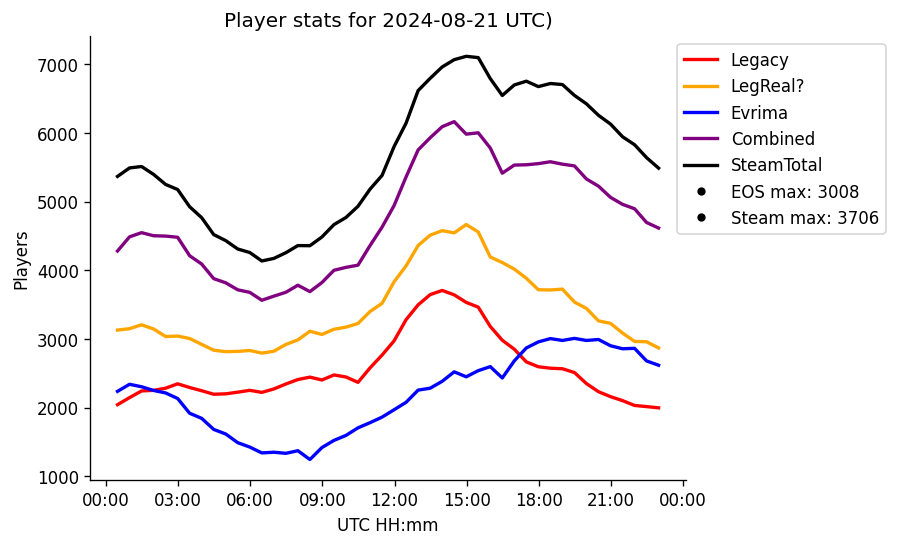 Player stats for 2024-08-21 UTC)
Legacy
LegReal?
Evrima
Combined
SteamTotal
EOS max: 3008
Steam max: 3706
Players
7000
6000
5000
4000
3000
2000
1000
00:00 03:00 06:00 09:00 12:00 15:00 18:00 21:00 00:00
UTC HH:mm